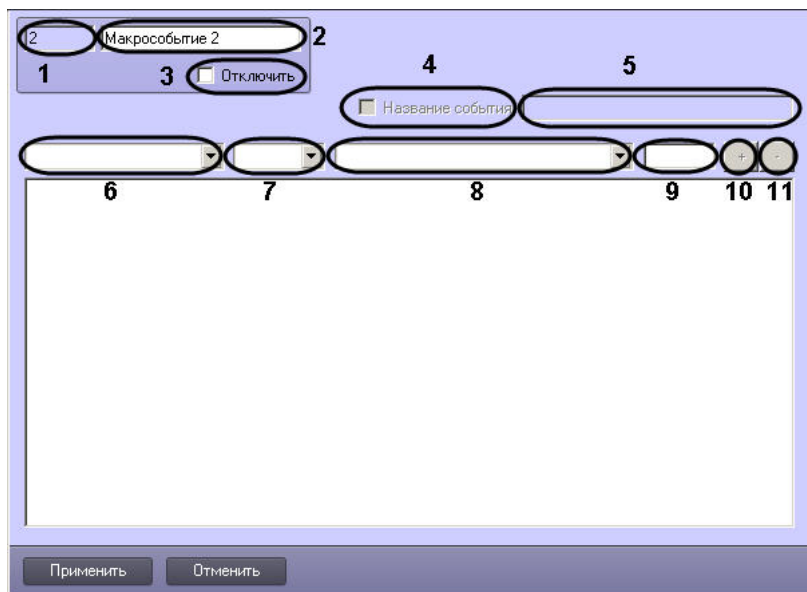 2 Макрособытие 2 2
1 3 Отключить
4 5
Название события
+ -
6 7 8 9 10 11
Применить Отменить